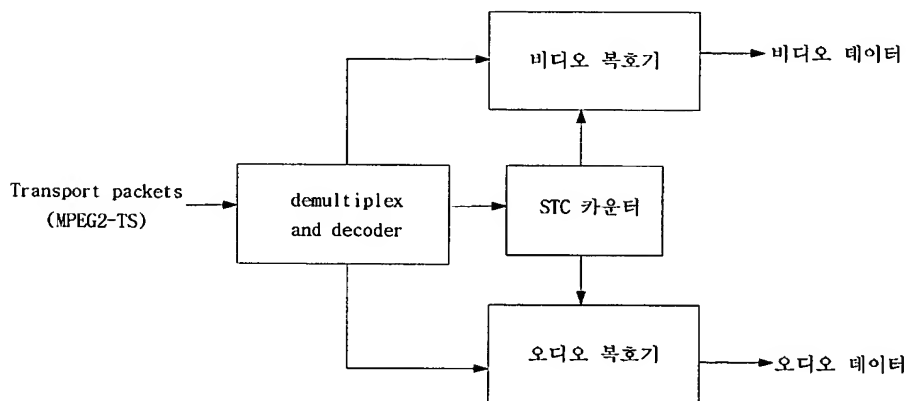 비디오 복호기
비디오 데이터
Transport packets
(MPEG2-TS)
demultiplex
and decoder
STC 카운터
오디오 복호기
오디오 데이터